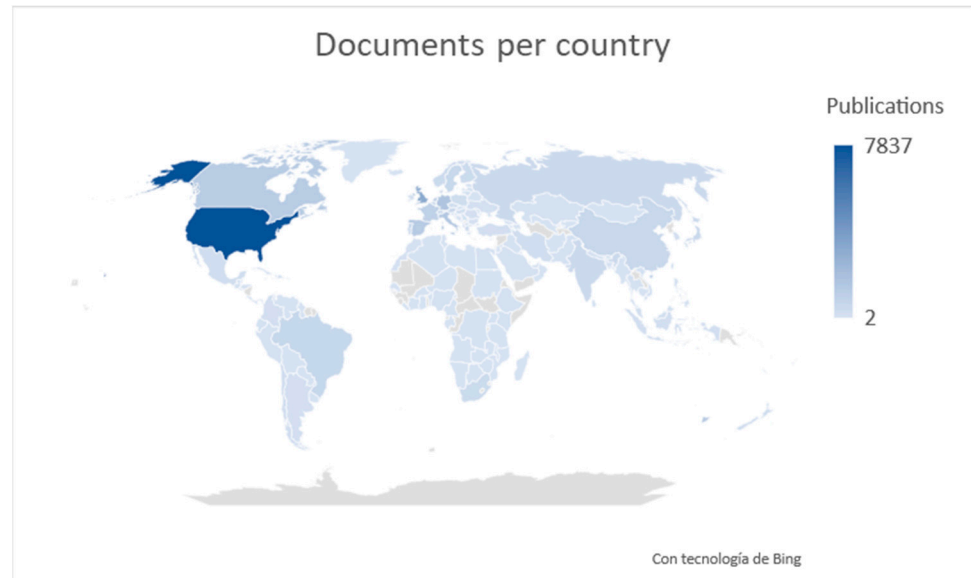 Documents per country
Publications
7837
2
Con tecnología de Bing